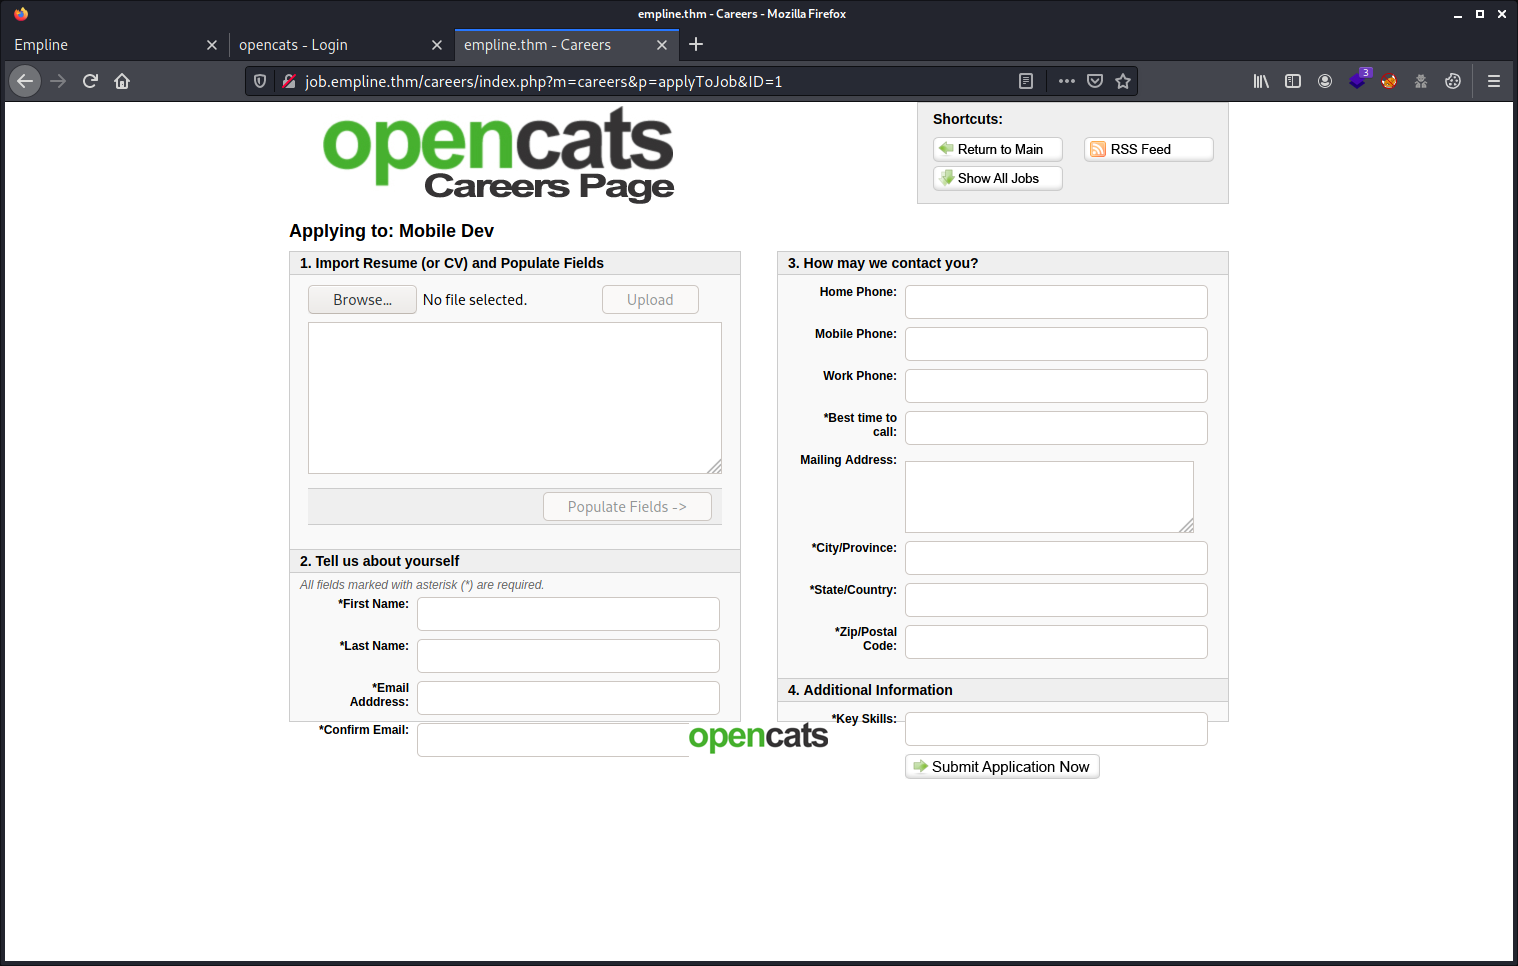 empline.thm - Careers - Mozilla Firefox
Empline
opencats - Login
empline.thm - Careers
job.empline.thm/careers/index.php?m=careers&p=applyToJob&ID=1
3
opencats
Careers Page
Shortcuts:
Return to Main
RSS Feed
Show All Jobs
Applying to: Mobile Dev
1. Import Resume (or CV) and Populate Fields
Browse...
No file selected.
Upload
Populate Fields ->
2. Tell us about yourself
All fields marked with asterisk (*) are required.
*First Name:
*Last Name:
*Email
Adddress:
*Confirm Email:
3. How may we contact you?
Home Phone:
Mobile Phone:
Work Phone:
*Best time to
call:
Mailing Address:
*City/Province:
*State/Country:
*Zip/Postal
Code:
4. Additional Information
*Key Skills:
Submit Application Now
opencats